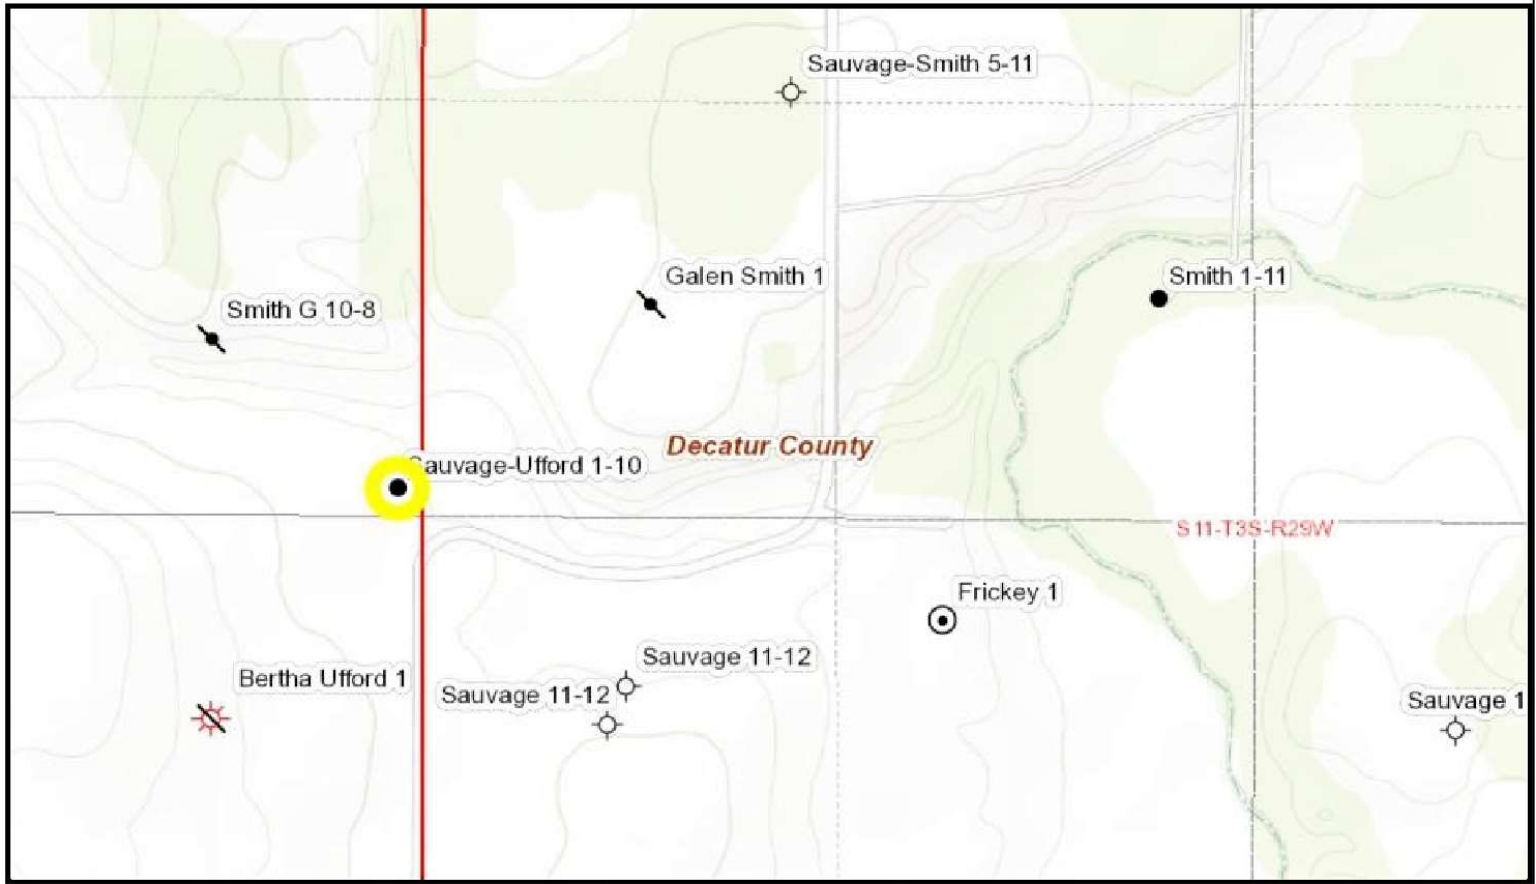 Sauvage-Smith 5-11
Galen Smith 1
Smith 1-11
Smith G 10-8
Decatur County
Sauvage-Ufford 1-10
S11-T3S-R29W
Frickey 1
Sauvage 11-12
Bertha Ufford 1
Sauvage 11-12
Sauvage 1